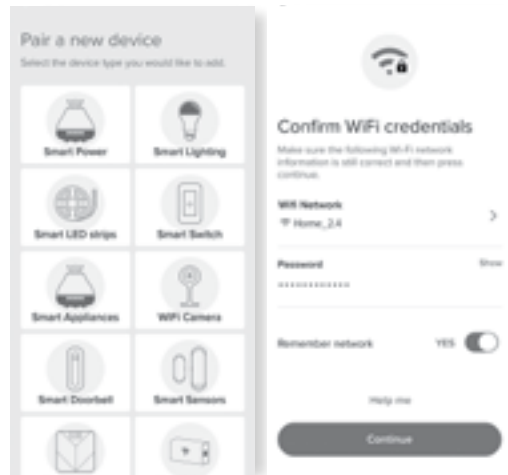 Pair a new device
Select the device type you would like to add.
Smart Power
Smart Lighting
Smart LED strips
Smart Switch
Smart Appliances
WiFi Camera
Smart Doorbell
Smart Sensors
Confirm WiFi credentials
Make sure the following Wi-Fi network
information is still correct and then press
continue.
Wifi Network
Home_2.4
Password
Show
************
Remember network
YES
Help me
Continue